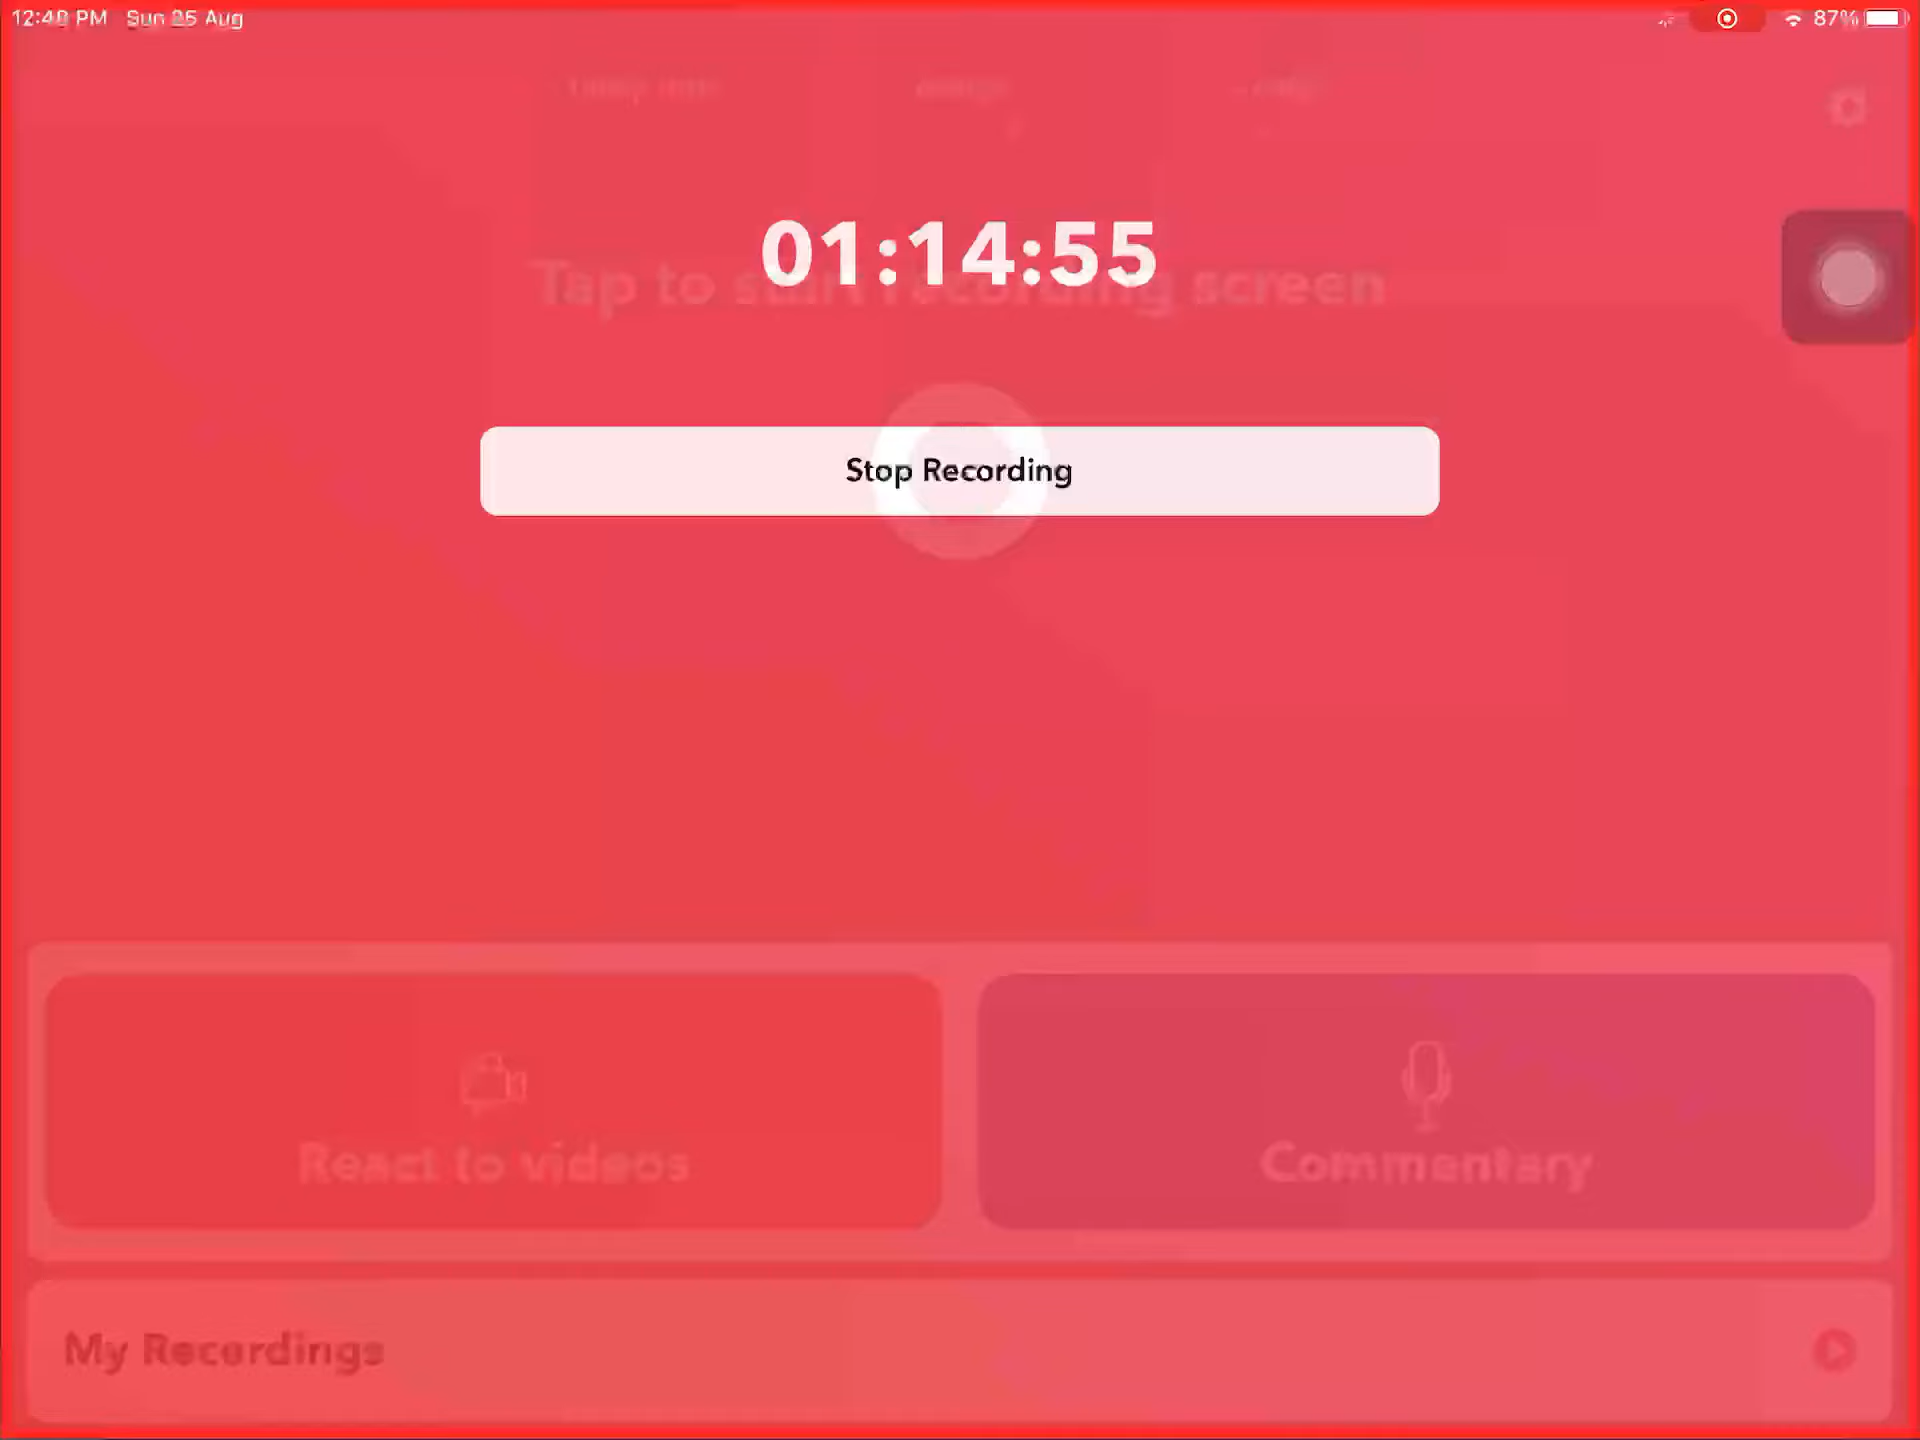 12:48 PM Sun 25 Aug
87%
01:14:55
Tap to start recording screen
Stop Recording
React to videos
Commentary
My Recordings